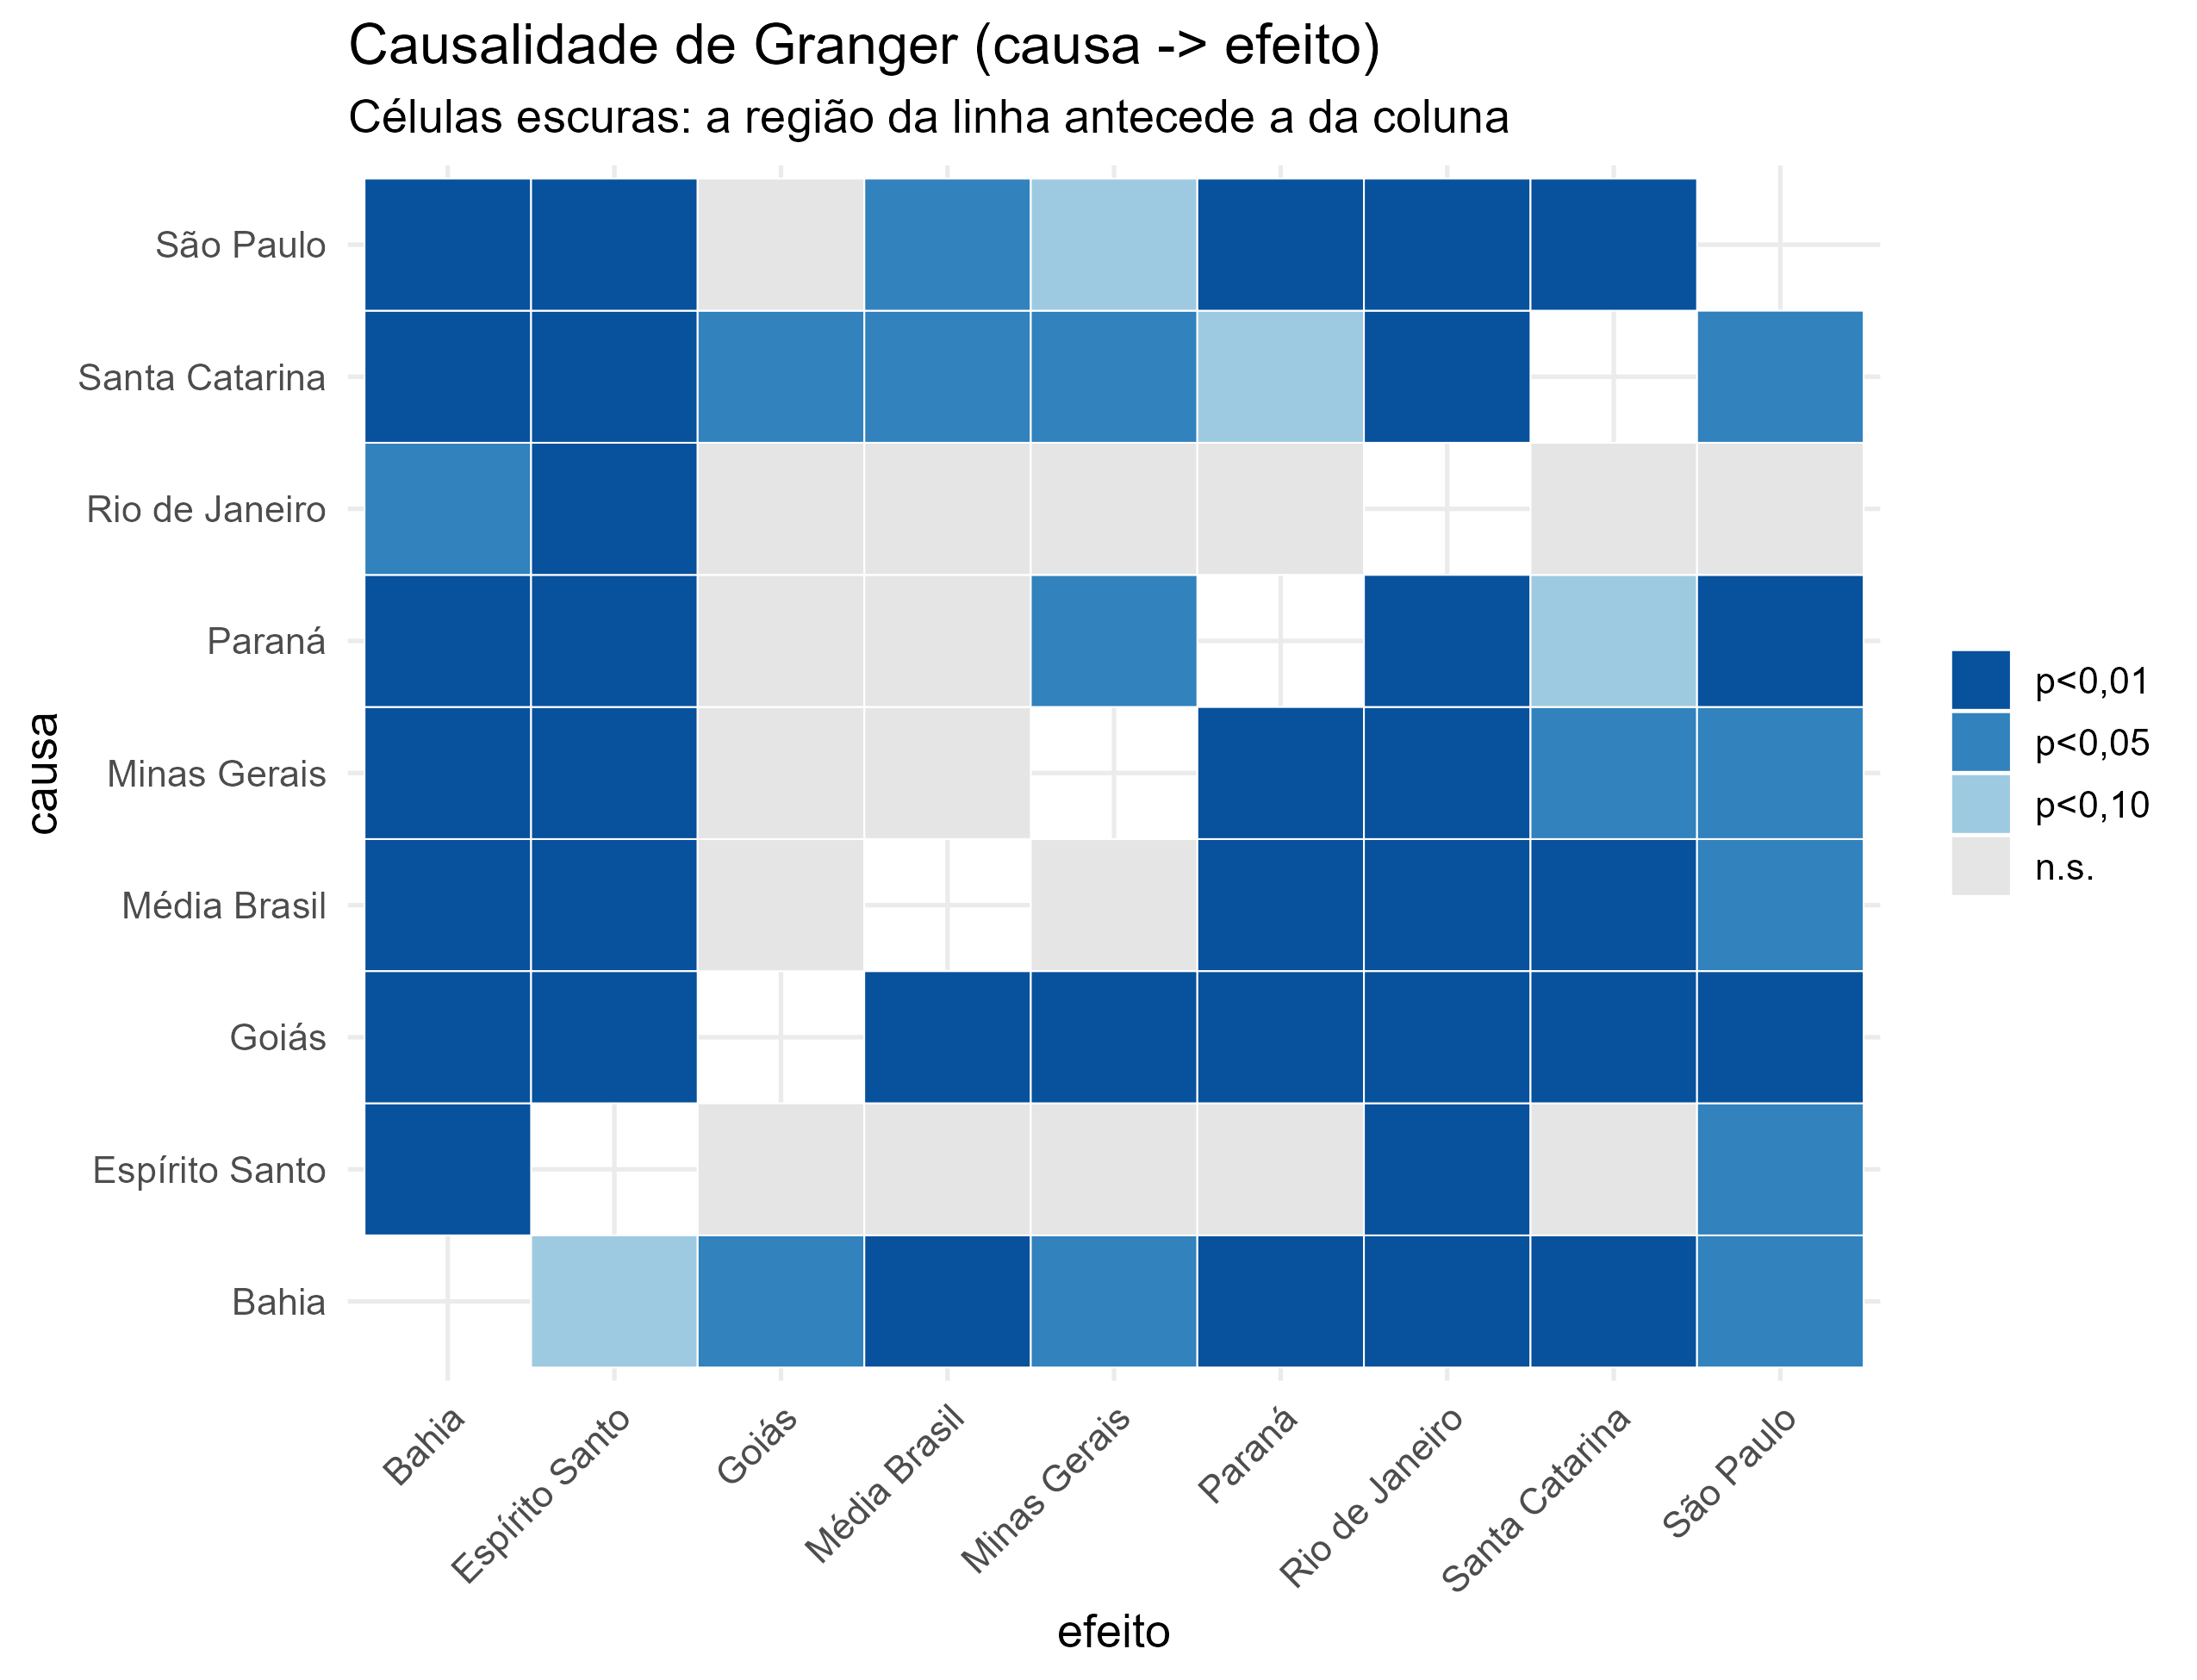 Causalidade de Granger (causa -> efeito)
Células escuras: a região da linha antecede a da coluna
São Paulo
Santa Catarina
Rio de Janeiro
Paraná
Minas Gerais
Média Brasil
Goiás
Espírito Santo
Bahia
causa
p<0,01
p<0,05
p<0,10
n.s.
Bahia
Espírito Santo
Goiás
Média Brasil
Minas Gerais
Paraná
Rio de Janeiro
Santa Catarina
São Paulo
efeito